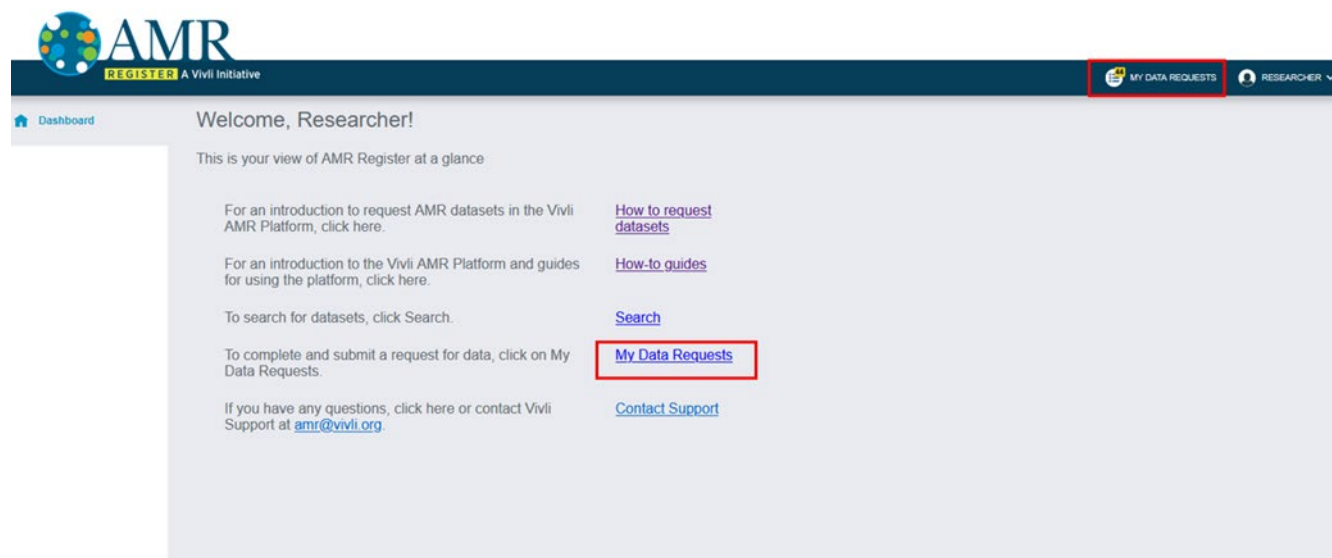 AMR
REGISTER A Vivli Initiative
44
MY DATA REQUESTS
RESEARCHER
Dashboard
Welcome, Researcher!
This is your view of AMR Register at a glance
For an introduction to request AMR datasets in the Vivli
AMR Platform, click here.
How to request
datasets
For an introduction to the Vivli AMR Platform and guides
for using the platform, click here.
How-to guides
To search for datasets, click Search.
Search
To complete and submit a request for data, click on My
Data Requests.
My Data Requests
If you have any questions, click here or contact Vivli
Support at amr@vivli.org.
Contact Support